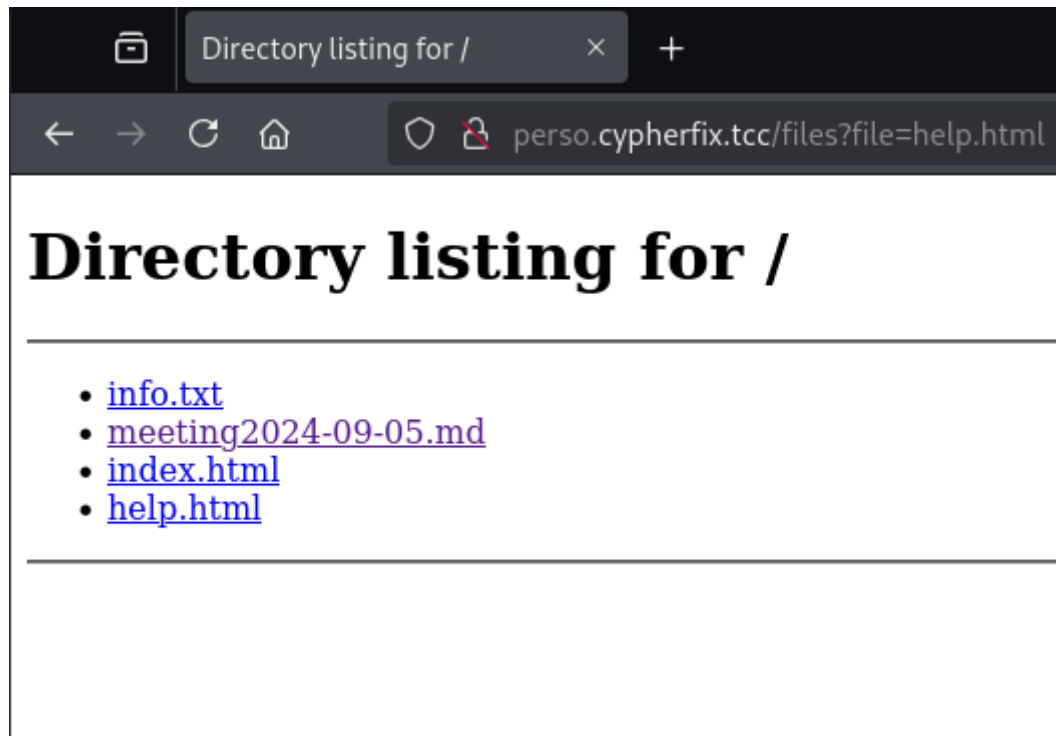 Directory listing for /
perso.cypherfix.tcc/files?file=help.html
Directory listing for /
info.txt
meeting2024-09-05.md
index.html
help.html